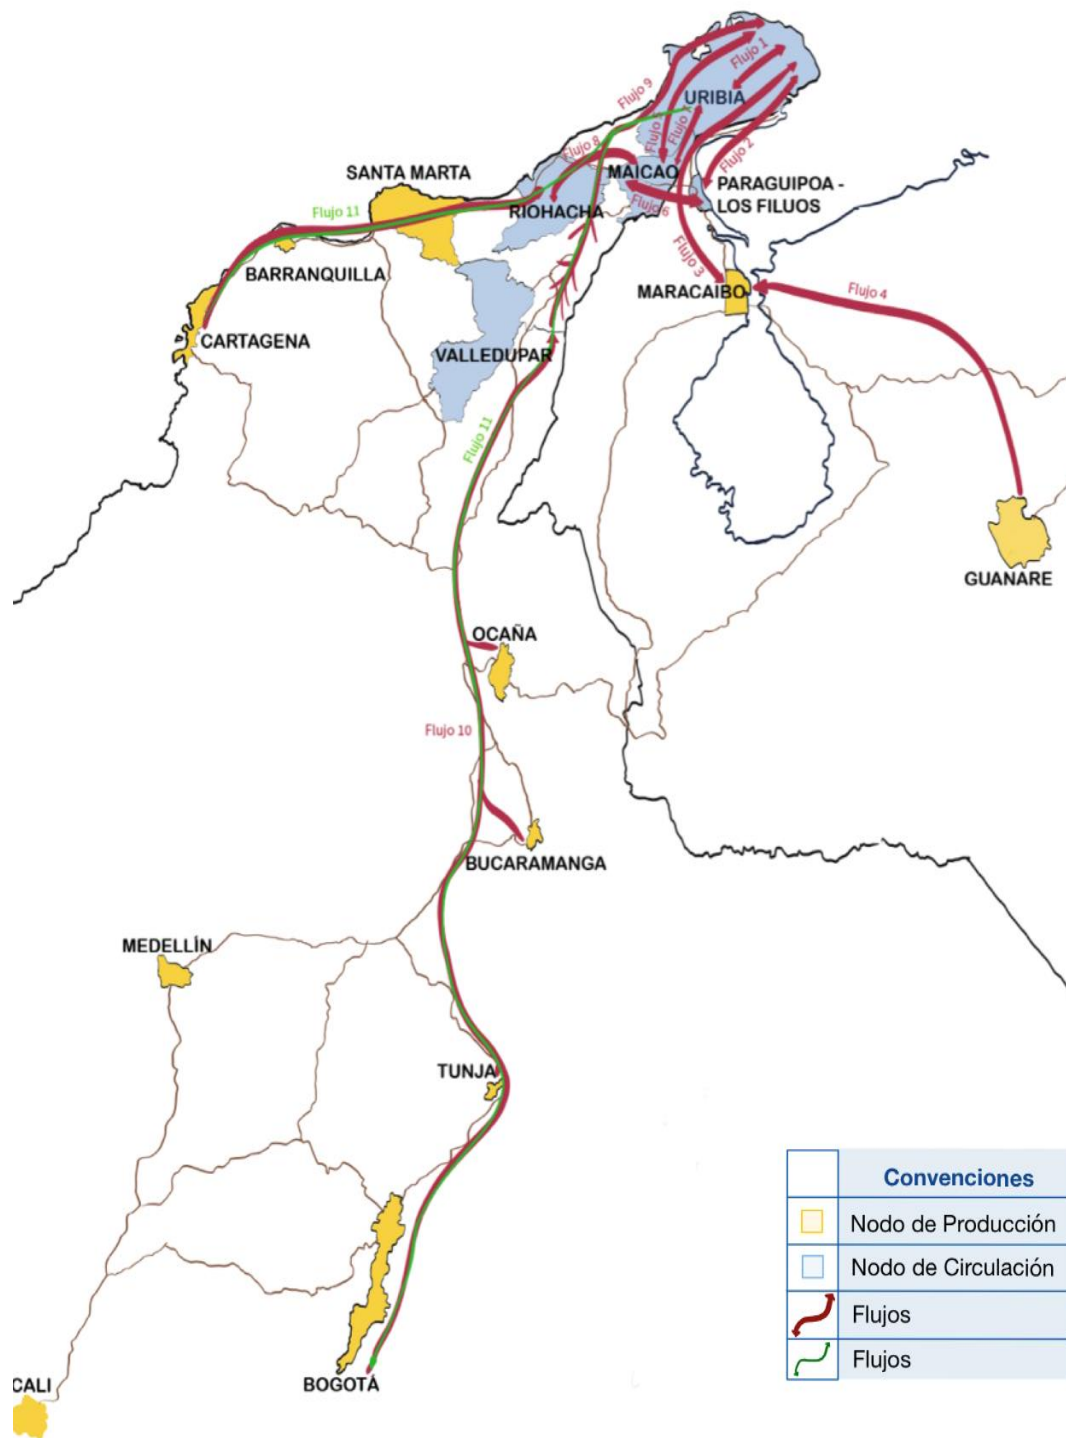 Flujo 1
Flujo 9
URIBIA
Flujo 5
Flujo 8
Flujo 2
MAICAO
SANTA MARTA
PARAGUIPOA -
LOS FILUOS
Flujo 6
RIOHACHA
Flujo 11
Flujo 3
BARRANQUILLA
MARACAIBO
Flujo 4
CARTAGENA
VALLEDUPAR
Flujo 11
GUANARE
OCAÑA
Flujo 10
BUCARAMANGA
MEDELLÍN
TUNJA
Convenciones
Nodo de Producción
Nodo de Circulación
Flujos
Flujos
BOGOTÁ
CALI